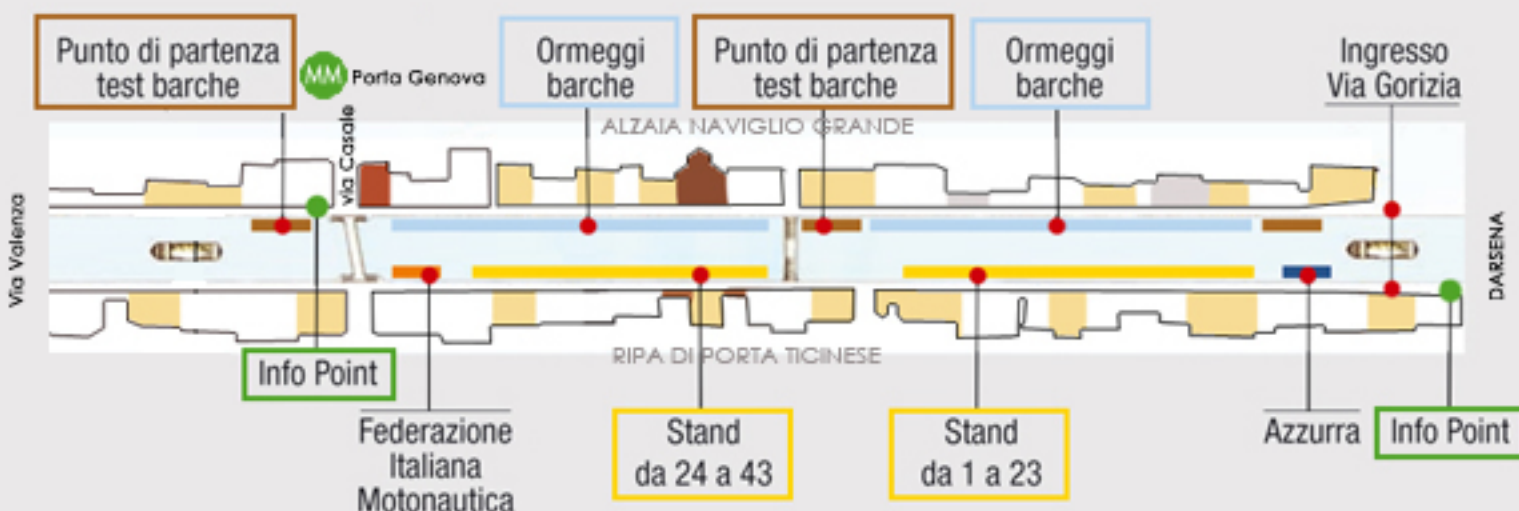 Punto di partenza
test barche
MM Porta Genova
Ormeggi
barche
Punto di partenza
test barche
Ormeggi
barche
Ingresso
Via Gorizia
ALZAIA NAVIGLIO GRANDE
via Casale
Via Valenza
DARSENA
RIPA DI PORTA TICIINESE
Info Point
Federazione
Italiana
Motonautica
Stand
da 24 a 43
Stand
da 1 a 23
Azzurra
Info Point